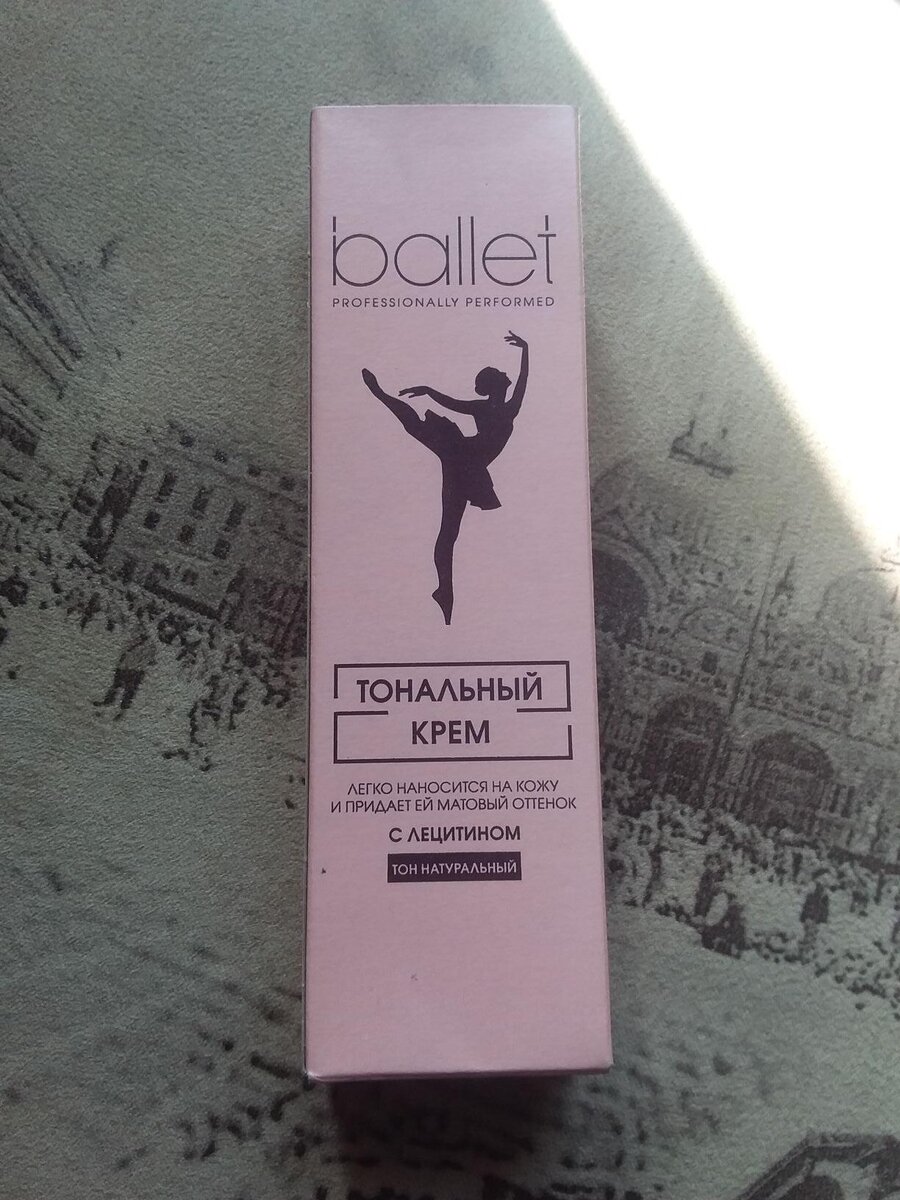 ballet
PROFESSIONALLY PERFORMED
ТОНАЛЬНЫЙ
КРЕМ
ЛЕГКО НАНОСИТСЯ НА КОЖУ
И ПРИДАЕТ ЕЙ МАТОВЫЙ ОТТЕНОК
С ЛЕЦИТИНОМ
ТОН НАТУРАЛЬНЫЙ